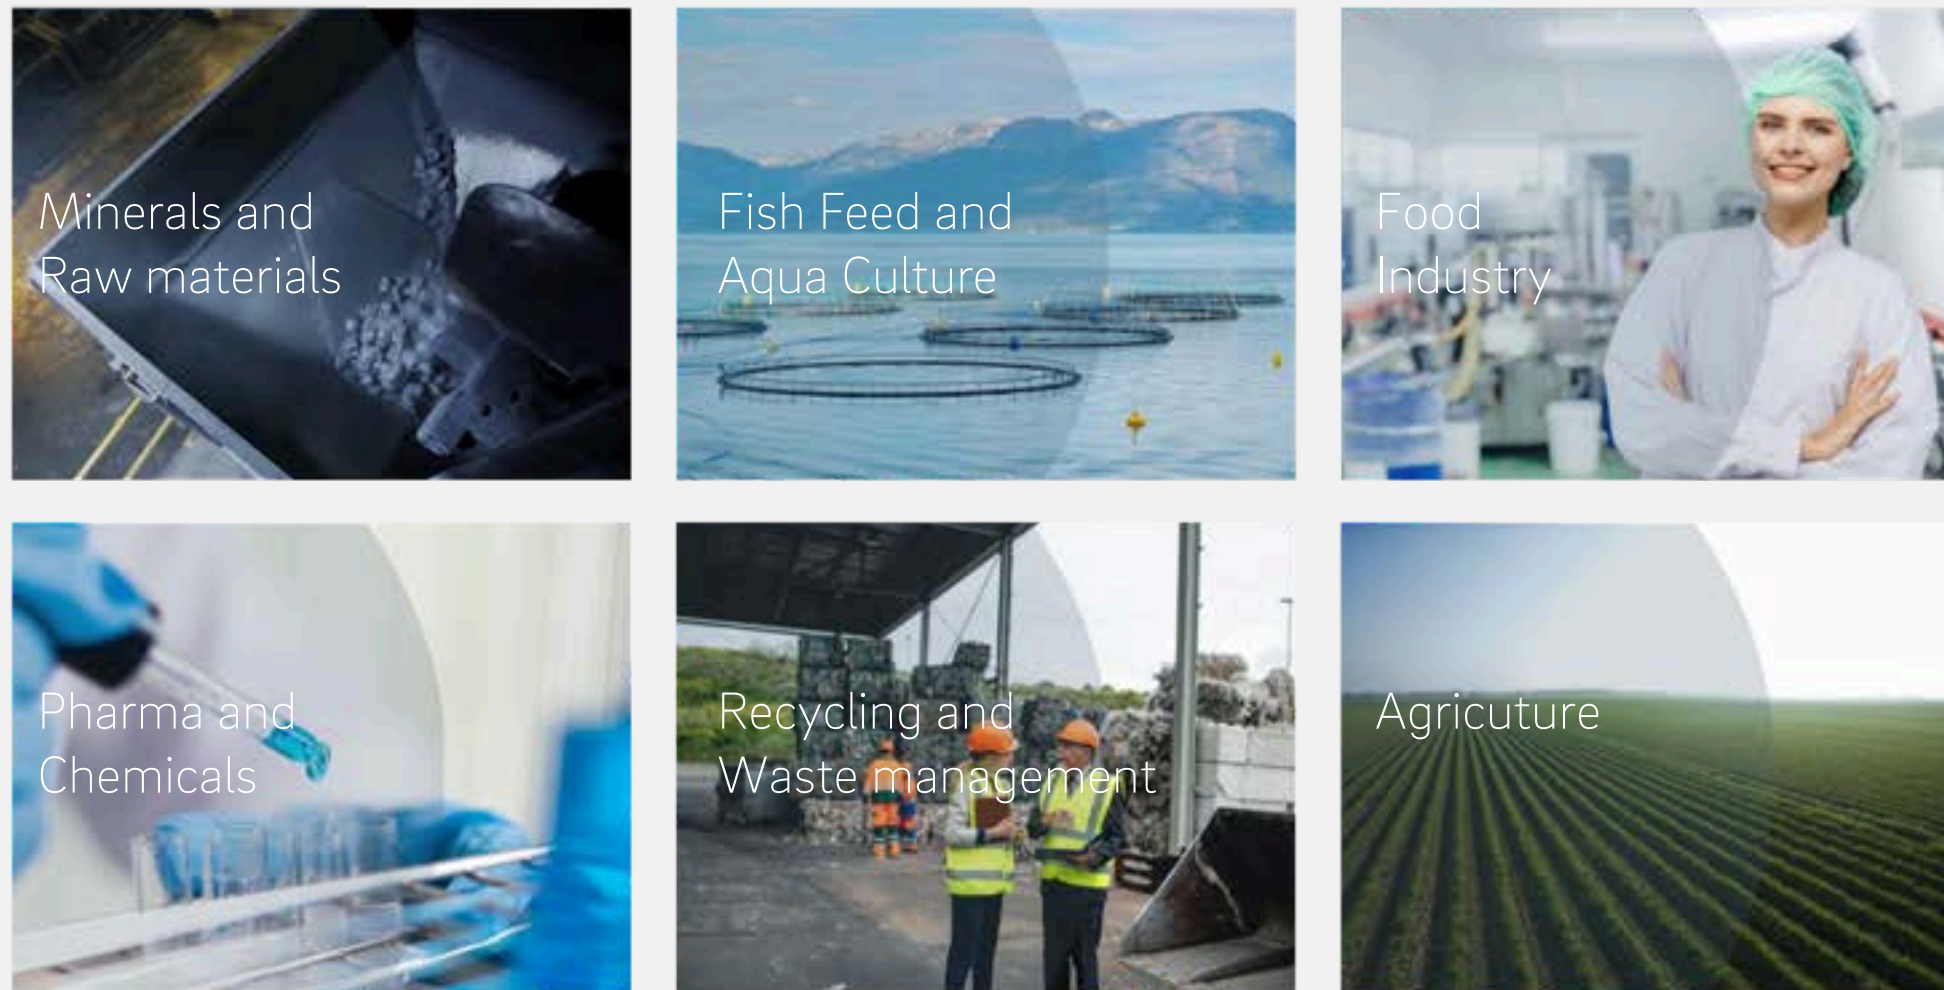 Minerals and
Raw materials
Fish Feed and
Aqua Culture
Food
Industry
Pharma and
Chemicals
Recycling and
Waste management
Agricuture